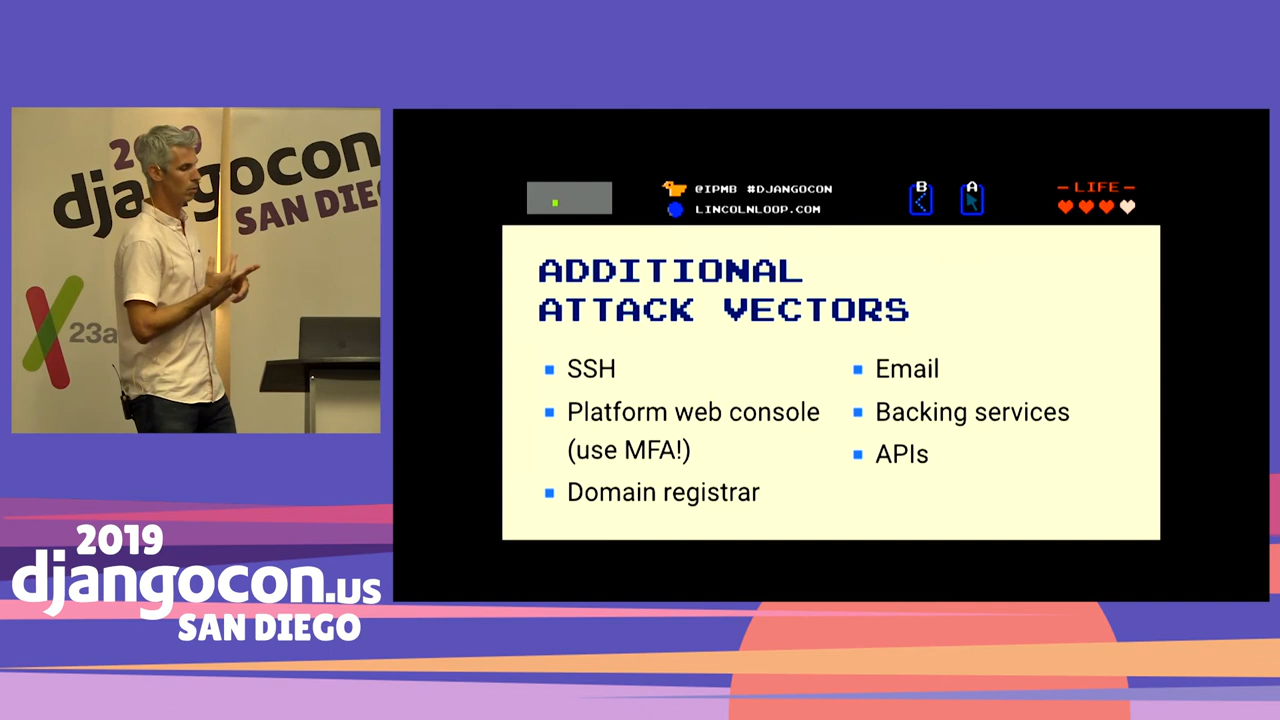 2019
djangocon
SAN DIE
23a
@IPMB #DJANGOCON
LINCOLNLOOP.COM
B
A
- LIFE -
ADDITIONAL
ATTACK VECTORS
SSH
Platform web console
(use MFA!)
Domain registrar
Email
Backing services
APIs
2019
djangocon.us
SAN DIEGO